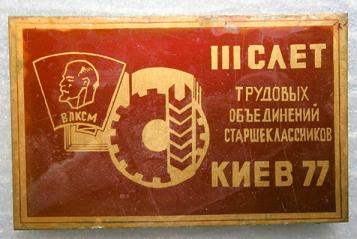 III СЛЕТ
ТРУДОВЫХ
ОБЪЕДИНЕНИЙ
СТАРШЕКЛАССНИКОВ
КИЕВ 77
ВЛКСМ